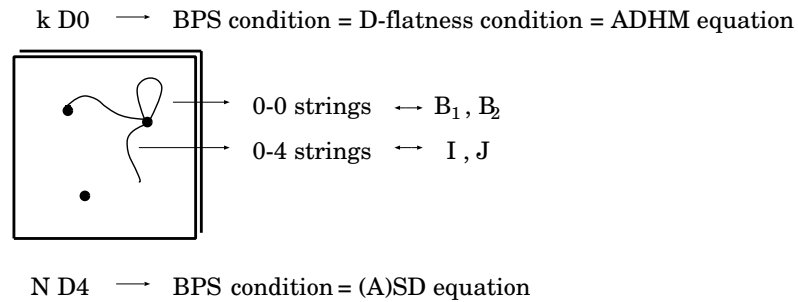 k D0 → BPS condition = D-flatness condition = ADHM equation
0-0 strings ↔ B₁ , B₂
0-4 strings ↔ I , J
N D4 → BPS condition = (A)SD equation